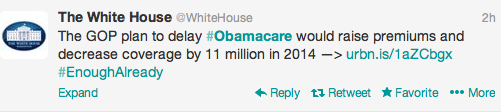 The White House @WhiteHouse 2h
The GOP plan to delay #Obamacare would raise premiums and
decrease coverage by 11 million in 2014 —> urbn.is/1aZCbgx
#EnoughAlready
Expand Reply Retweet Favorite More